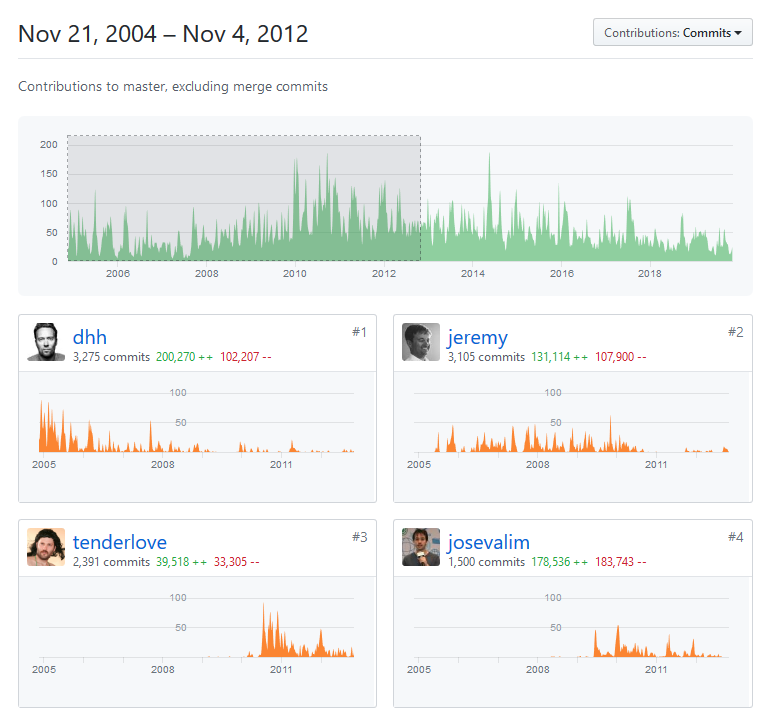 Nov 21, 2004 – Nov 4, 2012
Contributions: Commits
Contributions to master, excluding merge commits
200
150
100
50
0
2006 2008 2010 2012 2014 2016 2018
dhh #1
3,275 commits 200,270 ++ 102,207 --
100
50
2005 2008 2011
jeremy #2
3,105 commits 131,114 ++ 107,900 --
100
50
2005 2008 2011
tenderlove #3
2,391 commits 39,518 ++ 33,305 --
100
50
2005 2008 2011
josevalim #4
1,500 commits 178,536 ++ 183,743 --
100
50
2005 2008 2011